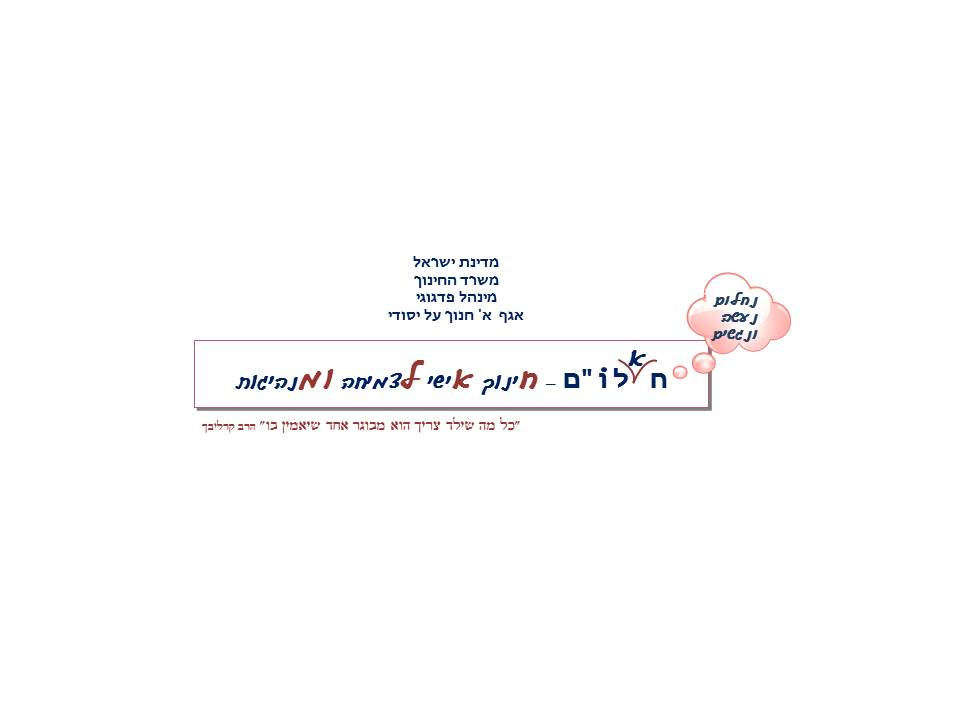 מדינת ישראל
משרד החינוך
מינהל פדגוגי
אגף א' חנוך על יסודי
נחלום
נעשה
ונגשים
חאלו"ם – חינוך אישי לצמיחה ומנהיגות
"כל מה שילד צריך הוא מבוגר אחד שיאמין בו" הרב קרליבך